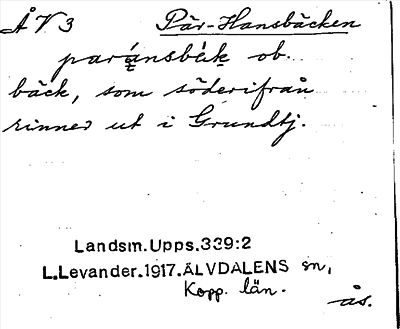 ÅV3 Pär-Hansbäcken
paránsbäk ob.
bäck, som söderifrån
rinner ut i Grundtj.
Landsm.Upps.339:2
L.Levander.1917.ÄLVDALENS sn,
Kopp. län.
ås.